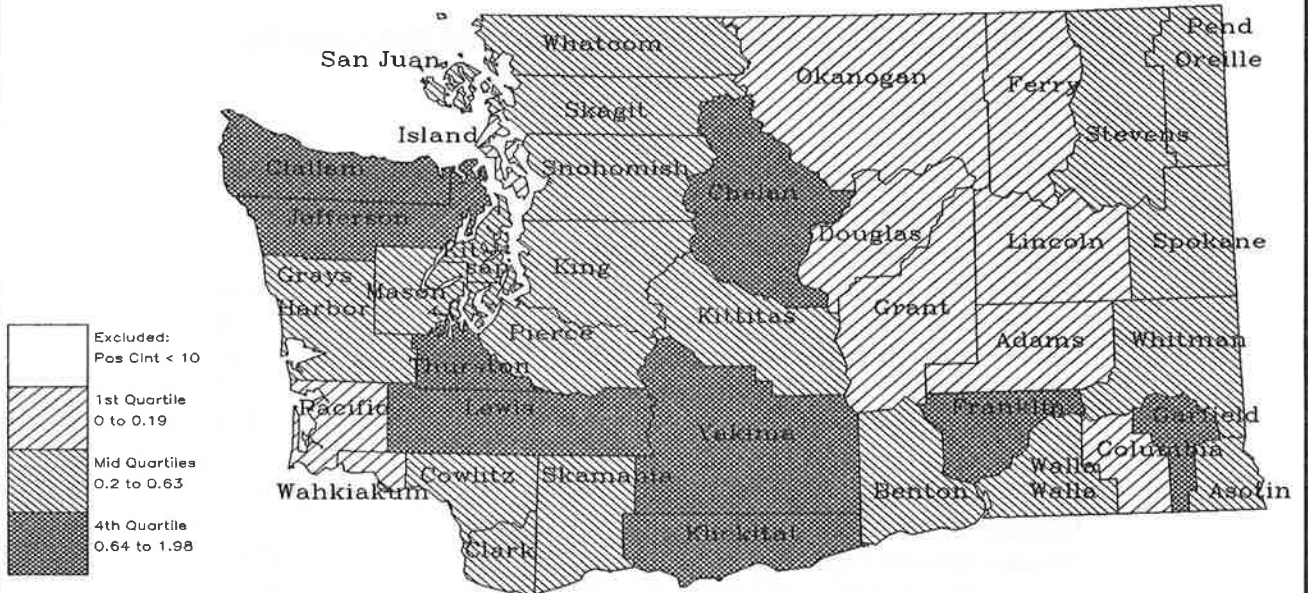 Whatcom
San Juan
Okanogan
Ferry
Pend
Oreille
Skagit
Island
Stevens
Snohomish
Clallam
Chelan
Jefferson
Douglas
Lincoln
Spokane
Kit-
sap
King
Grays
Harbor
Mason
Grant
Kittitas
Pierce
Adams
Whitman
Thurston
Pacific
Lewis
Yakima
Franklin
Garfield
Columbia
Wahkiakum
Cowlitz
Skamania
Benton
Walla
Walla
Asotin
Clark
Klickitat
Excluded:
Pos Clnt < 10
1st Quartile
0 to 0.19
Mid Quartiles
0.2 to 0.63
4th Quartile
0.64 to 1.98